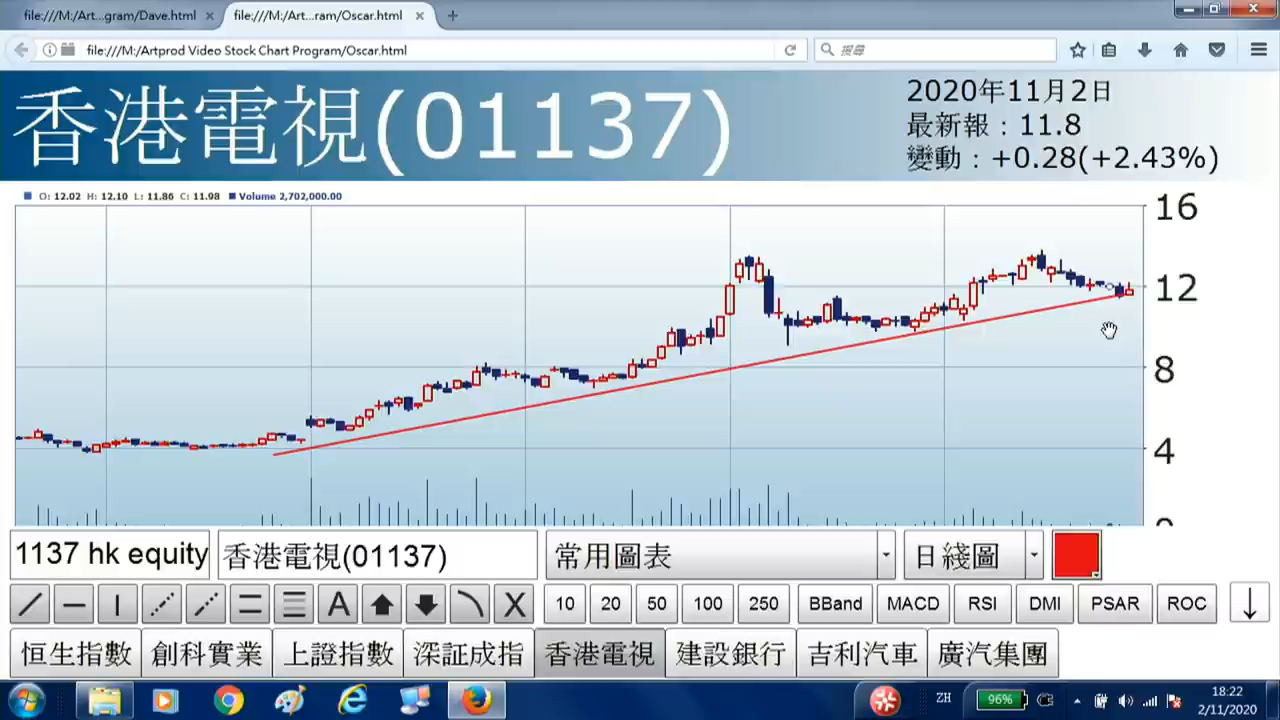 file:///M:/Art...gram/Dave.html
file:///M:/Art...ram/Oscar.html
file:///M:/Artprod Video Stock Chart Program/Oscar.html
搜尋
香港電視(01137)
2020年11月2日
最新報：11.8
變動：+0.28(+2.43%)
O: 12.02 H: 12.10 L: 11.86 C: 11.98 Volume 2,702,000.00
16
12
8
4
0
1137 hk equity 香港電視(01137) 常用圖表 日綫圖
A X 10 20 50 100 250 BBand MACD RSI DMI PSAR ROC
恒生指數 創科實業 上證指數 深証成指 香港電視 建設銀行 吉利汽車 廣汽集團
ZH 96% 18:22
2/11/2020